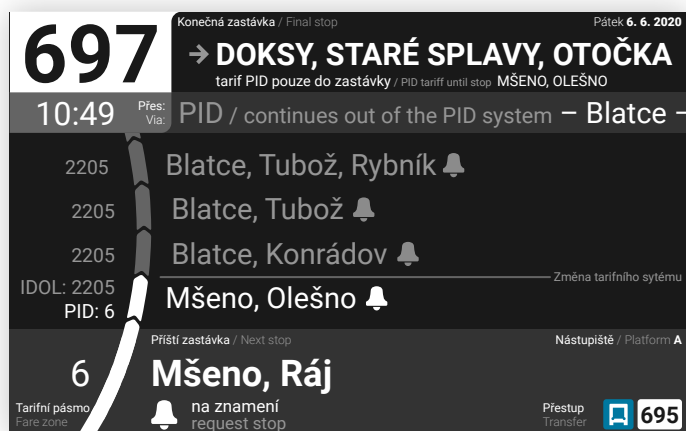 697
Konečná zastávka / Final stop
Pátek 6. 6. 2020
→ DOKSY, STARÉ SPLAVY, OTOČKA
tarif PID pouze do zastávky / PID tariff until stop MŠENO, OLEŠNO
10:49
Přes:
Via:
PID / continues out of the PID system – Blatce –
2205 Blatce, Tubož, Rybník
2205 Blatce, Tubož
2205 Blatce, Konrádov
Změna tarifního sytému
IDOL: 2205
PID: 6
Mšeno, Olešno
Příští zastávka / Next stop
Nástupiště / Platform A
6
Mšeno, Ráj
Tarifní pásmo
Fare zone
na znamení
request stop
Přestup
Transfer
695